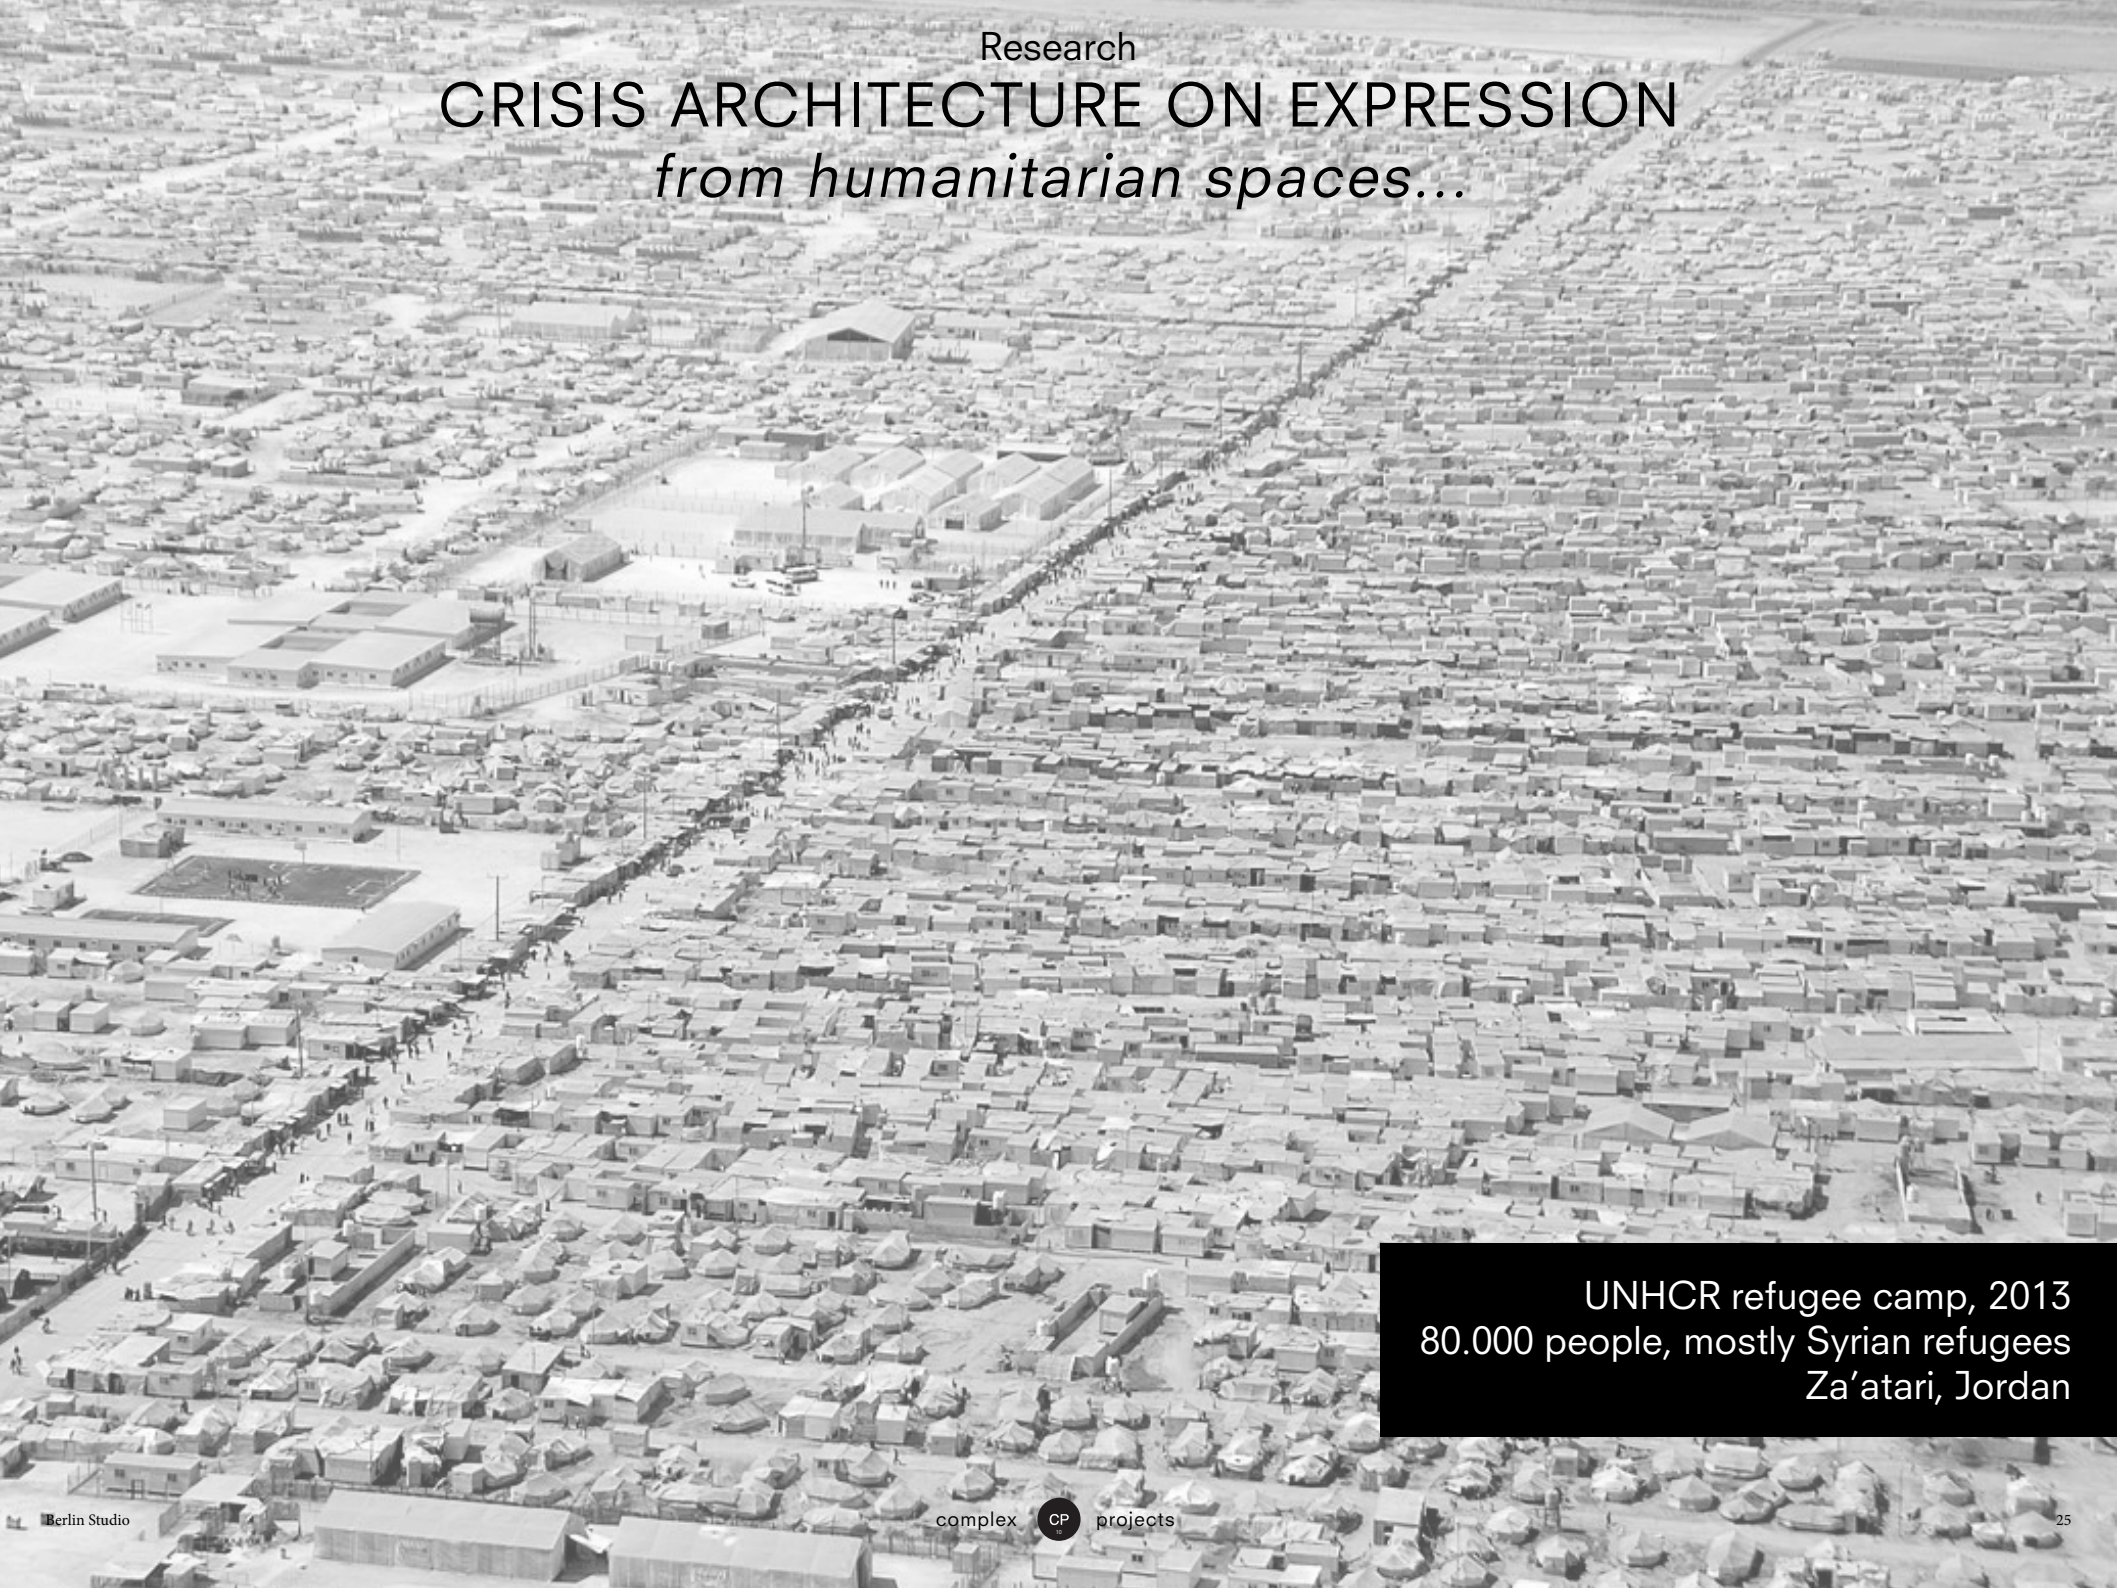 Research
CRISIS ARCHITECTURE ON EXPRESSION
from humanitarian spaces...
UNHCR refugee camp, 2013
80.000 people, mostly Syrian refugees
Za’atari, Jordan
Berlin Studio
complex CP projects
10
25